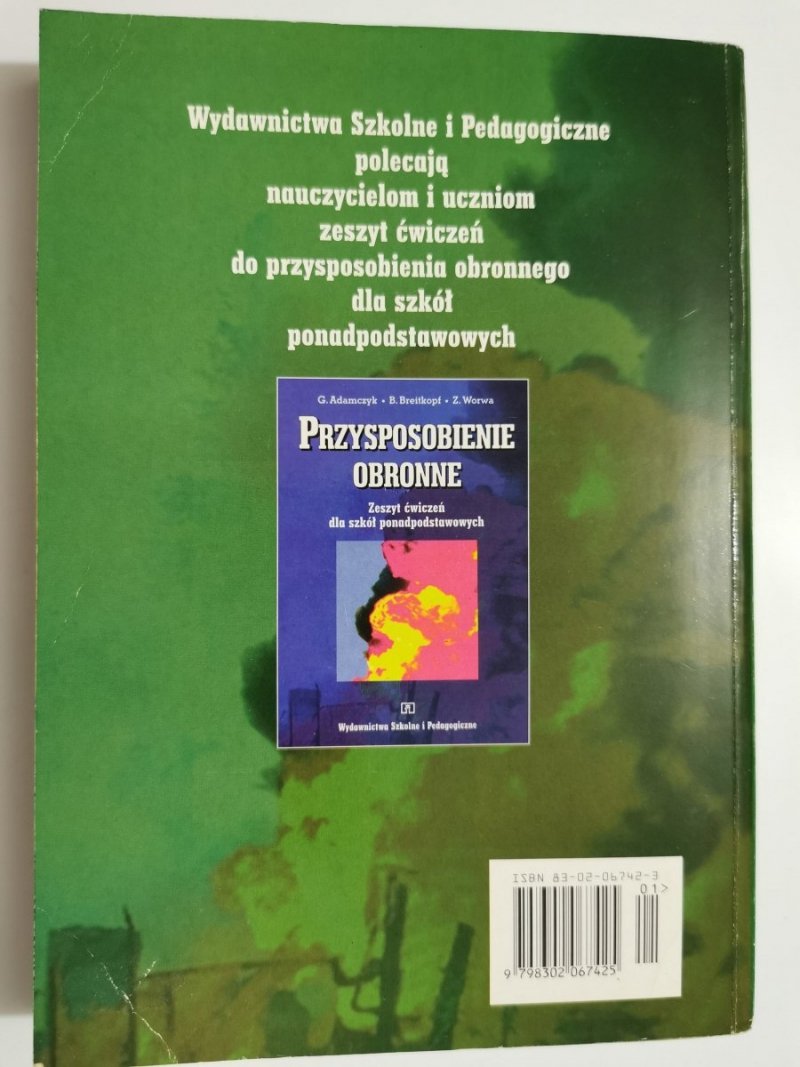 Wydawnictwa Szkolne i Pedagogiczne
polecają
nauczycielom i uczniom
zeszyt ćwiczeń
do przysposobienia obronnego
dla szkół
ponadpodstawowych
G. Adamczyk • B. Breitkopf • Z. Worwa
PRZYSPOSOBIENIE
OBRONNE
Zeszyt ćwiczeń
dla szkół ponadpodstawowych
Wydawnictwa Szkolne i Pedagogiczne
ISBN 83-02-06742-3
01>
9 798302 067425